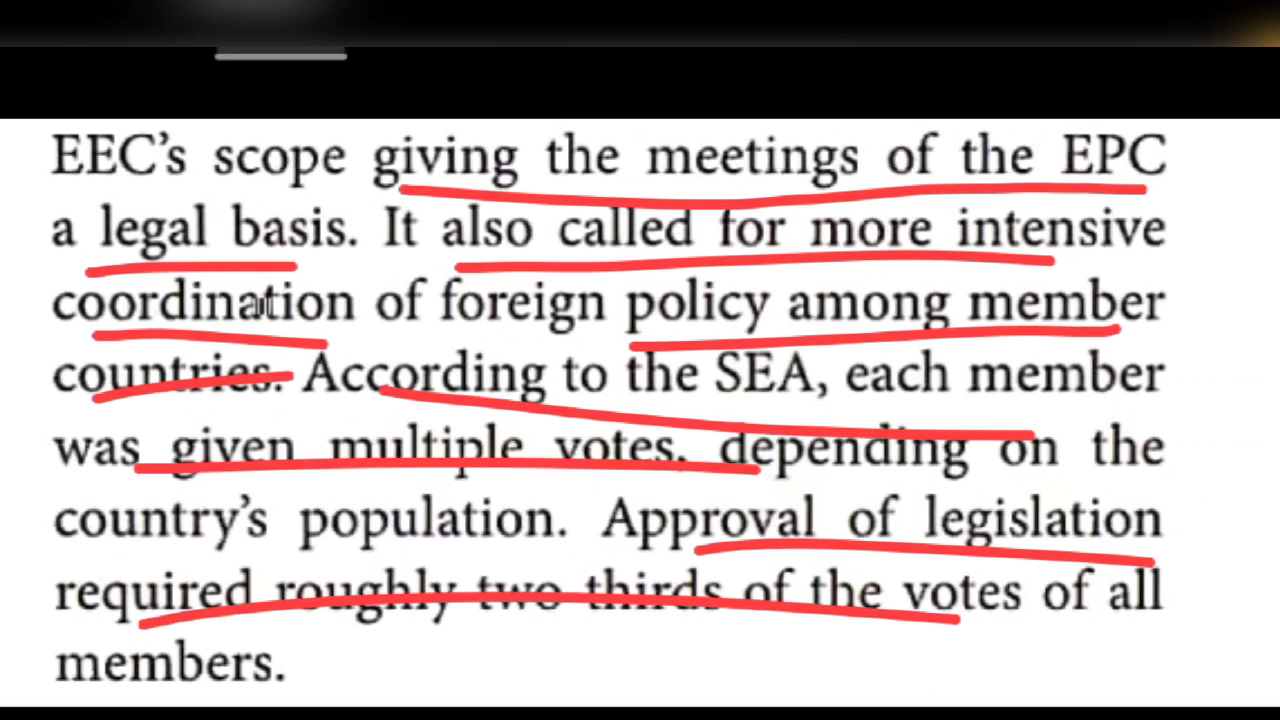 EEC’s scope giving the meetings of the EPC
a legal basis. It also called for more intensive
coordination of foreign policy among member
countries. According to the SEA, each member
was given multiple votes, depending on the
country’s population. Approval of legislation
required roughly two thirds of the votes of all
members.